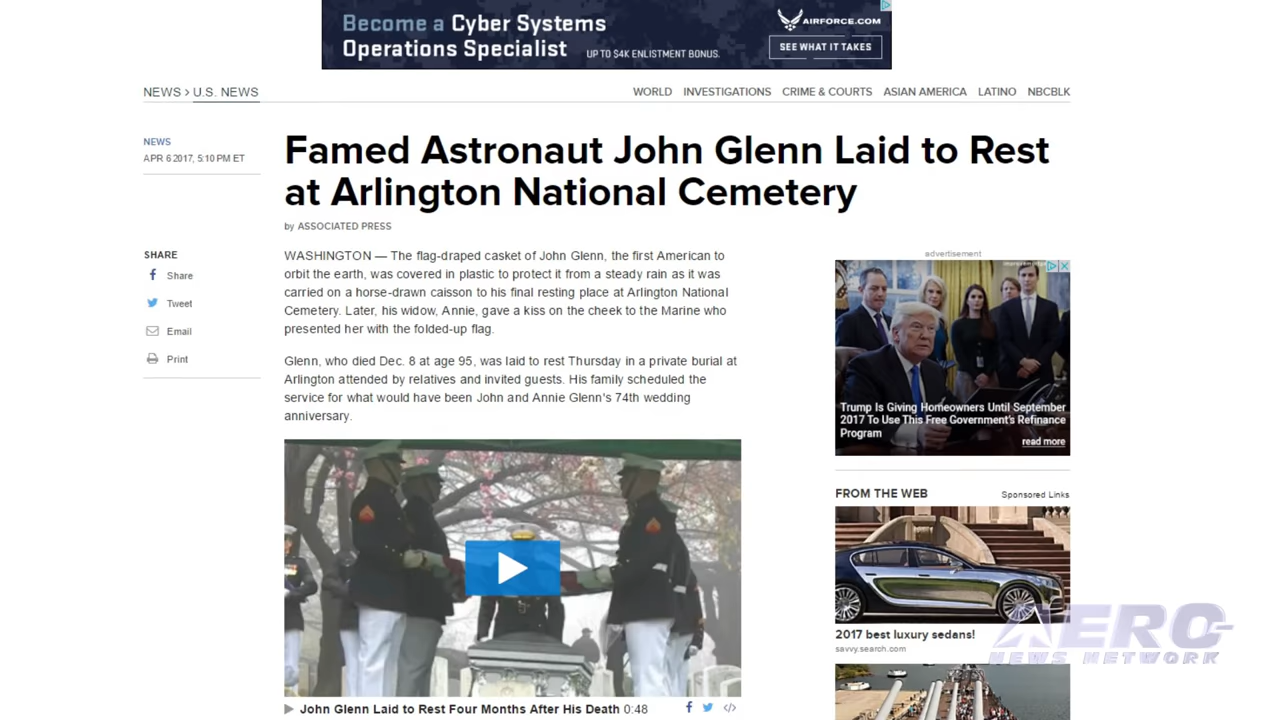 Become a Cyber Systems
Operations Specialist
UP TO $4K ENLISTMENT BONUS.
AIRFORCE.COM
SEE WHAT IT TAKES
NEWS > U.S. NEWS
WORLD INVESTIGATIONS CRIME & COURTS ASIAN AMERICA LATINO NBCBLK
NEWS
APR 6 2017, 5:10 PM ET
Famed Astronaut John Glenn Laid to Rest
at Arlington National Cemetery
by ASSOCIATED PRESS
SHARE
Share
Tweet
Email
Print
WASHINGTON — The flag-draped casket of John Glenn, the first American to
orbit the earth, was covered in plastic to protect it from a steady rain as it was
carried on a horse-drawn caisson to his final resting place at Arlington National
Cemetery. Later, his widow, Annie, gave a kiss on the cheek to the Marine who
presented her with the folded-up flag.
Glenn, who died Dec. 8 at age 95, was laid to rest Thursday in a private burial at
Arlington attended by relatives and invited guests. His family scheduled the
service for what would have been John and Annie Glenn's 74th wedding
anniversary.
John Glenn Laid to Rest Four Months After His Death 0:48
advertisement
Trump Is Giving Homeowners Until September
2017 To Use This Free Government's Refinance
Program
read more
FROM THE WEB Sponsored Links
2017 best luxury sedans!
savvy.search.com
AERO
NEWS NETWORK